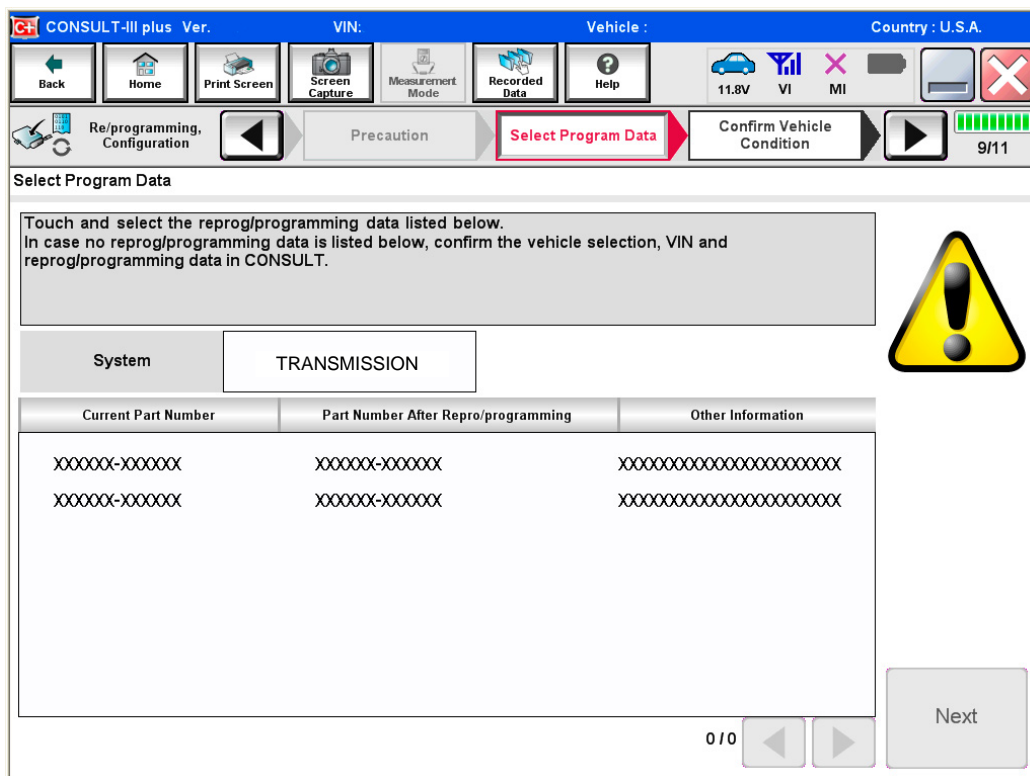 C+ CONSULT-III plus Ver. VIN: Vehicle : Country : U.S.A.
Back Home Print Screen Screen Capture Measurement Mode Recorded Data Help 11.8V VI MI
Re/programming, Configuration Precaution Select Program Data Confirm Vehicle Condition 9/11
Select Program Data
Touch and select the reprog/programming data listed below.
In case no reprog/programming data is listed below, confirm the vehicle selection, VIN and
reprog/programming data in CONSULT.
System TRANSMISSION
Current Part Number Part Number After Repro/programming Other Information
XXXXXX-XXXXXX XXXXXX-XXXXXX XXXXXXXXXXXXXXXXXXXXXX
XXXXXX-XXXXXX XXXXXX-XXXXXX XXXXXXXXXXXXXXXXXXXXXX
Next
0/0